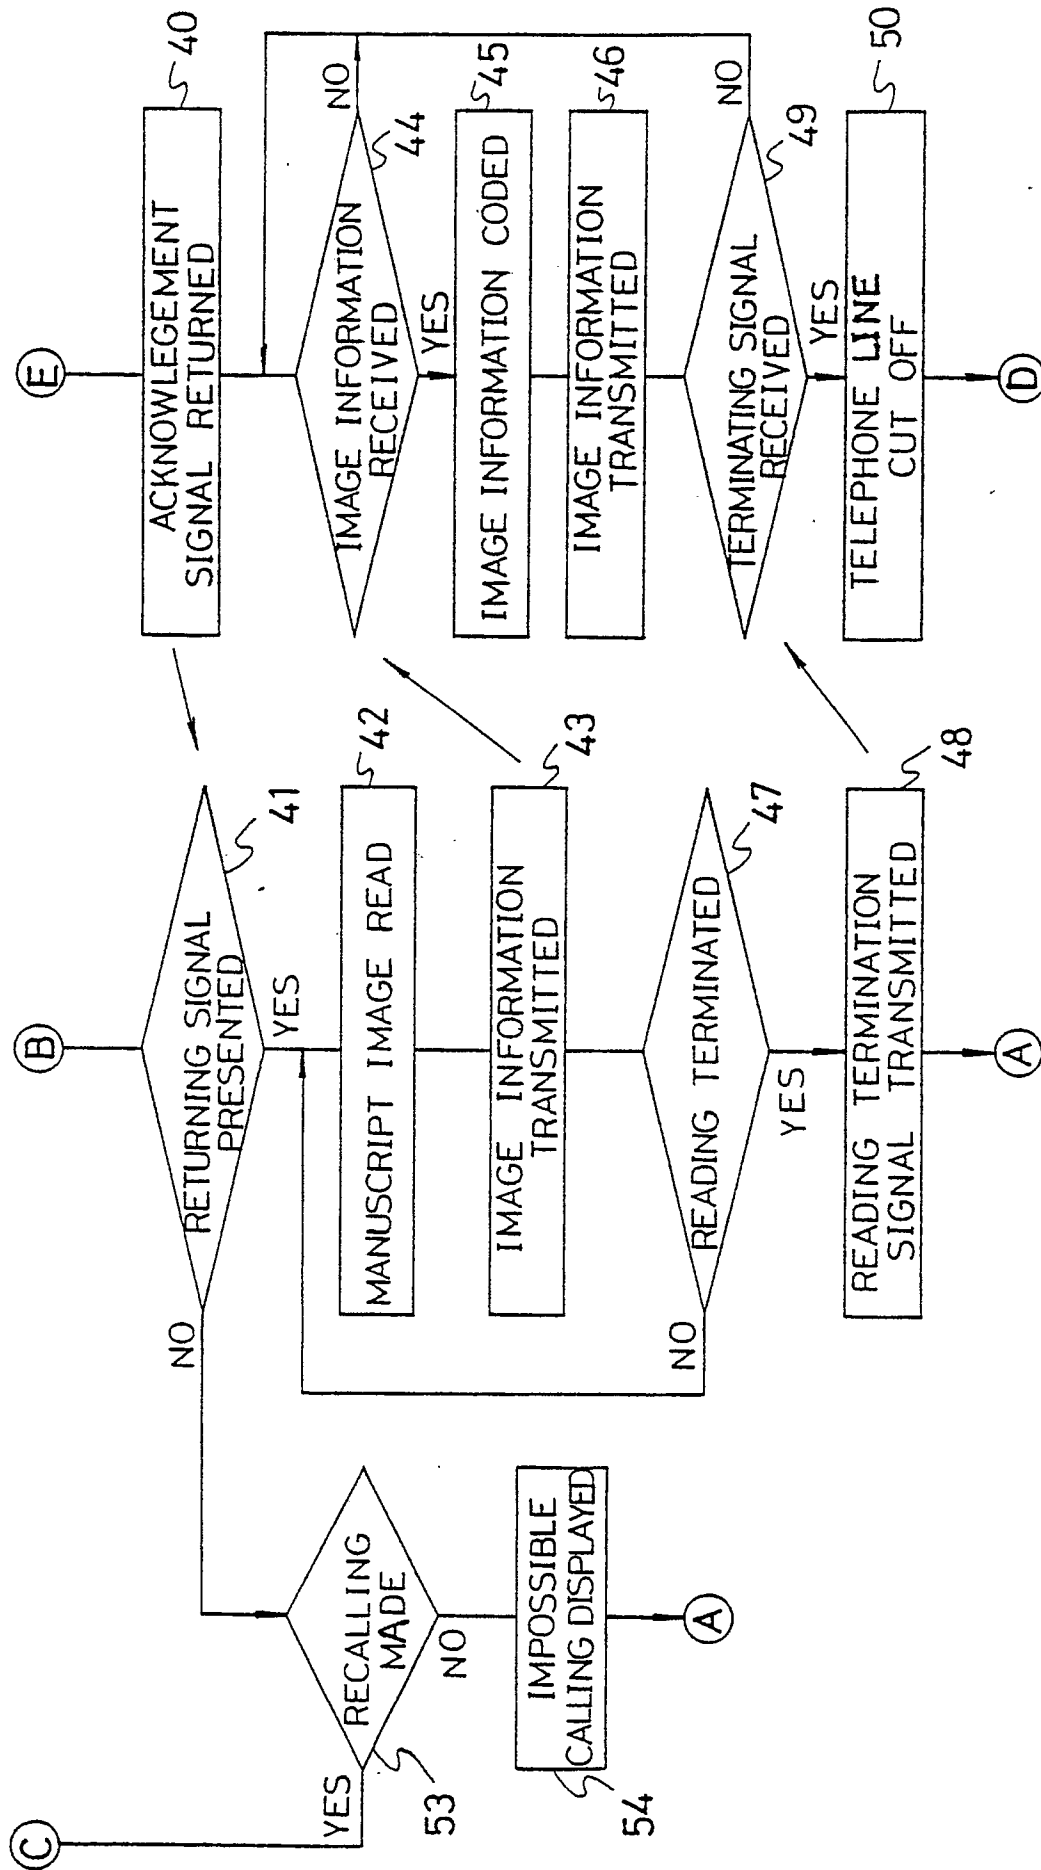 C
YES
RECALLING
MADE
53
NO
IMPOSSIBLE
CALLING DISPLAYED
54
A
B
RETURNING SIGNAL
PRESENTED
41
NO
YES
MANUSCRIPT IMAGE READ
42
IMAGE INFORMATION
TRANSMITTED
43
READING TERMINATED
47
NO
YES
READING TERMINATION
SIGNAL TRANSMITTED
48
A
E
ACKNOWLEGEMENT
SIGNAL RETURNED
40
IMAGE INFORMATION
RECEIVED
44
NO
YES
IMAGE INFORMATION CODED
45
IMAGE INFORMATION
TRANSMITTED
46
TERMINATING SIGNAL
RECEIVED
49
NO
YES
TELEPHONE LINE
CUT OFF
50
D